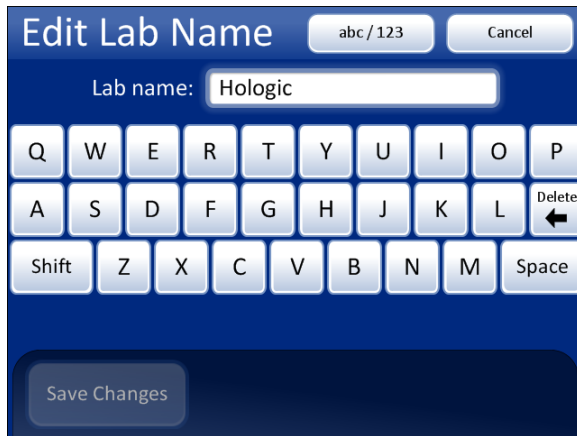 Edit Lab Name abc / 123 Cancel
Lab name: Hologic
Q W E R T Y U I O P
A S D F G H J K L Delete
Shift Z X C V B N M Space
Save Changes